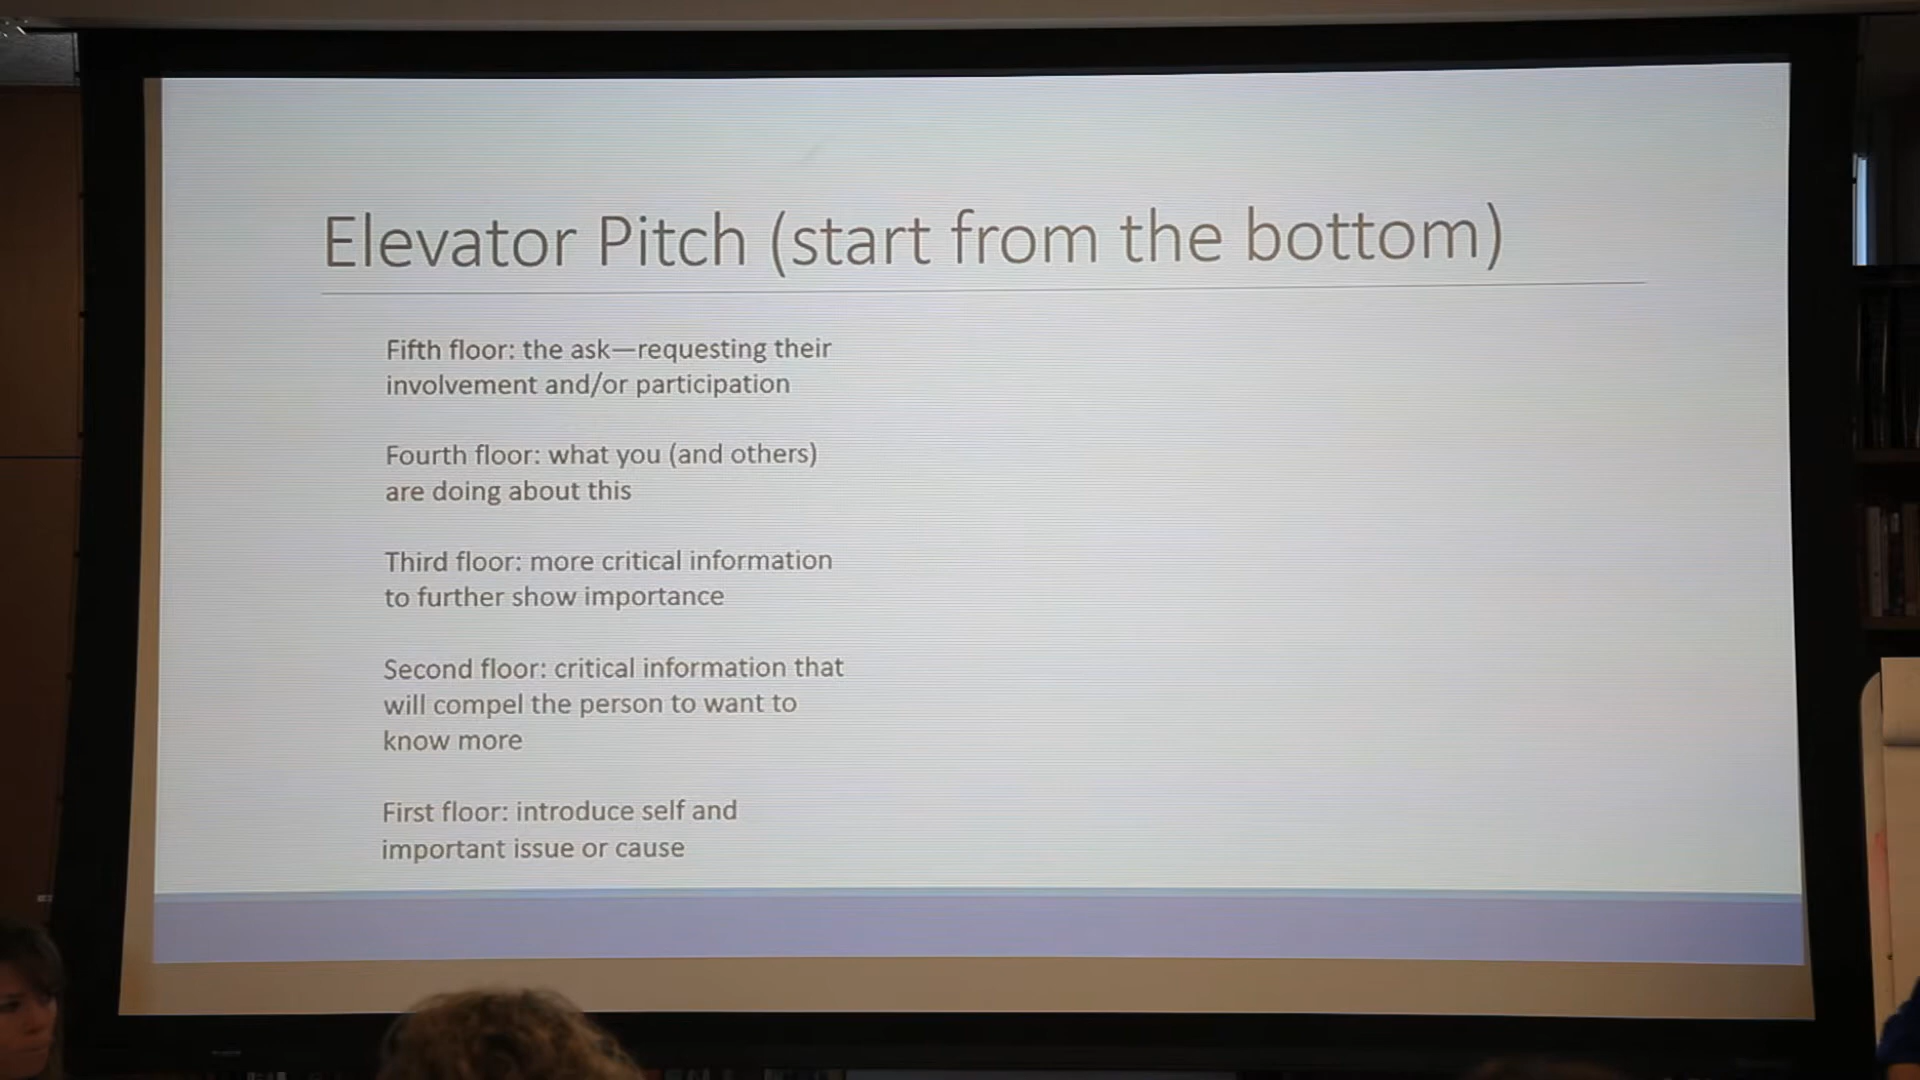 Elevator Pitch (start from the bottom)
Fifth floor: the ask—requesting their
involvement and/or participation
Fourth floor: what you (and others)
are doing about this
Third floor: more critical information
to further show importance
Second floor: critical information that
will compel the person to want to
know more
First floor: introduce self and
important issue or cause